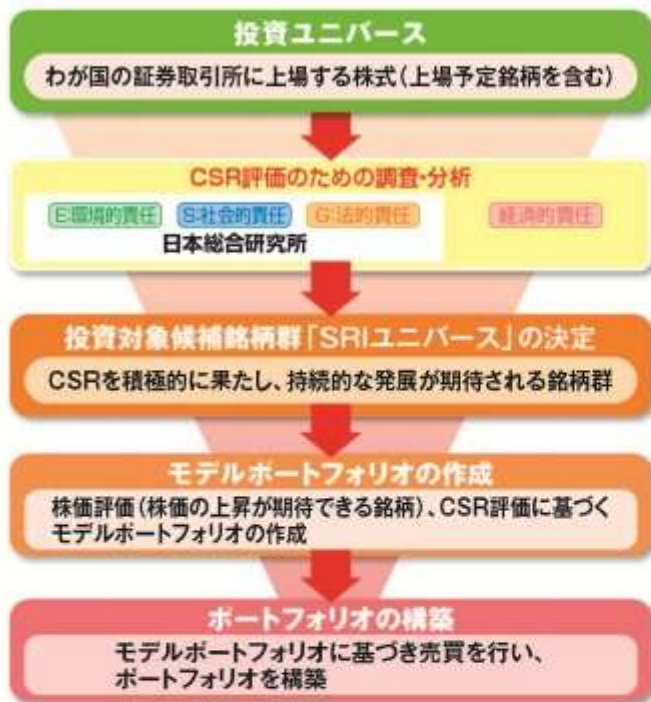 投資ユニバース
わが国の証券取引所に上場する株式（上場予定銘柄を含む）
CSR評価のための調査・分析
E:環境的責任 S:社会的責任 G:法的責任 経済的責任
日本総合研究所
投資対象候補銘柄群「SRIユニバース」の決定
CSRを積極的に果たし、持続的な発展が期待される銘柄群
モデルポートフォリオの作成
株価評価（株価の上昇が期待できる銘柄）、CSR評価に基づく
モデルポートフォリオの作成
ポートフォリオの構築
モデルポートフォリオに基づき売買を行い、
ポートフォリオを構築